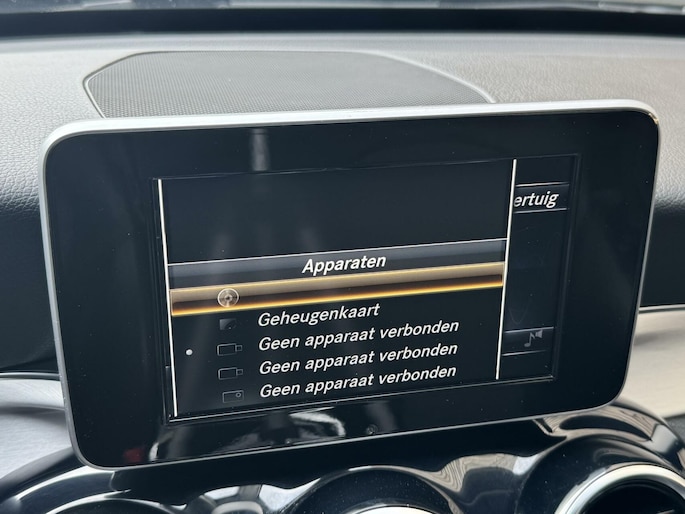 ertuig
Apparaten
Geheugenkaart
Geen apparaat verbonden
Geen apparaat verbonden
Geen apparaat verbonden